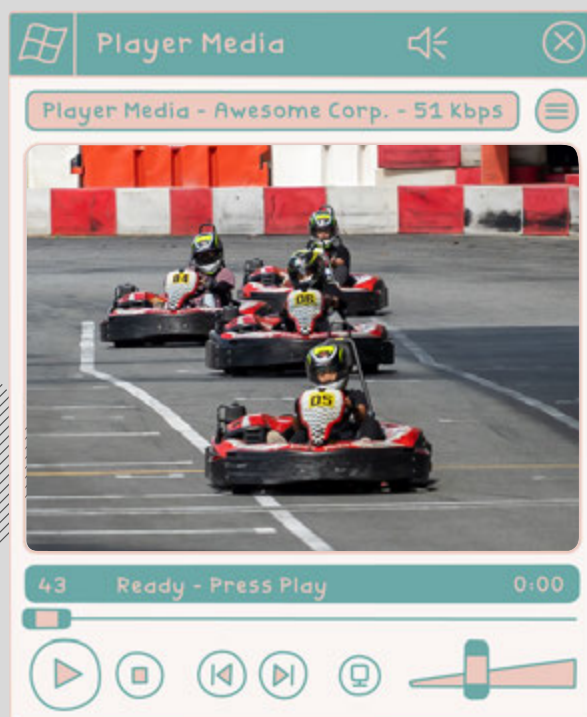 Player Media
Player Media - Awesome Corp. - 51 Kbps
04
06
05
43 Ready - Press Play 0:00